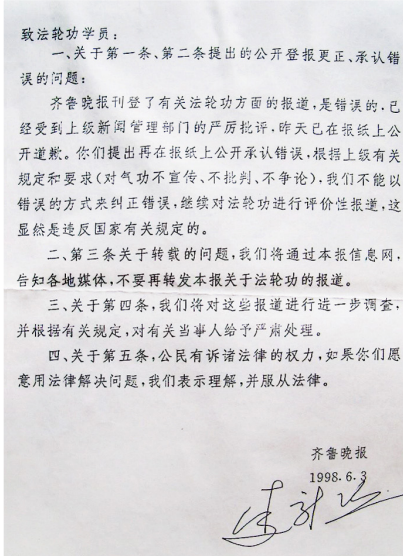 致法轮功学员：
一、关于第一条、第二条提出的公开登报更正、承认错
误的问题：
齐鲁晚报刊登了有关法轮功方面的报道，是错误的，已
经受到上级新闻管理部门的严厉批评，昨天已在报纸上公
开道歉。你们提出再在报纸上公开承认错误，根据上级有关
规定和要求(对气功不宣传、不批判、不争论)，我们不能以
错误的方式来纠正错误，继续对法轮功进行评价性报道，这
显然是违反国家有关规定的。
二、第三条关于转载的问题，我们将通过本报信息网，
告知各地媒体，不要再转发本报关于法轮功的报道。
三、关于第四条，我们将对这些报道进行进一步调查，
并根据有关规定，对有关当事人给予严肃处理。
四、关于第五条，公民有诉诸法律的权力，如果你们愿
意用法律解决问题，我们表示理解，并服从法律。
齐鲁晚报
1998.6.3